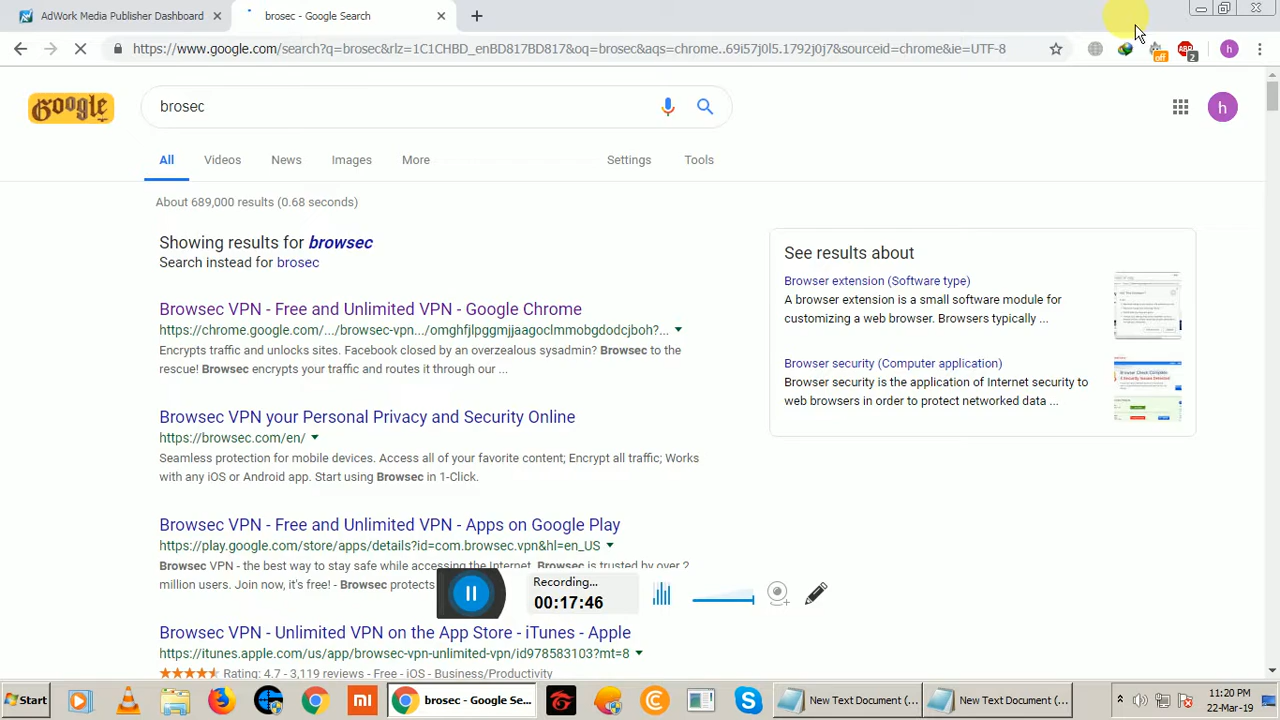 AdWork Media Publisher Dashboard
brosec - Google Search
https://www.google.com/search?q=brosec&rlz=1C1CHBD_enBD817BD817&oq=brosec&aqs=chrome..69i57j0l5.1792j0j7&sourceid=chrome&ie=UTF-8
off
ABP
2
h
Google
brosec
h
All Videos News Images More Settings Tools
About 689,000 results (0.68 seconds)
Showing results for browsec
Search instead for brosec
Browsec VPN - Free and Unlimited VPN - Google Chrome
Encrypts traffic and unlocks sites. Facebook closed by an overzealous sysadmin? Browsec to the
rescue! Browsec encrypts your traffic and routes it through our ...
Browsec VPN your Personal Privacy and Security Online
https://browsec.com/en/
Seamless protection for mobile devices. Access all of your favorite content; Encrypt all traffic; Works
with any iOS or Android app. Start using Browsec in 1-Click.
Browsec VPN - Free and Unlimited VPN - Apps on Google Play
https://play.google.com/store/apps/details?id=com.browsec.vpn&hl=en_US
Browsec VPN - the best way to stay safe while accessing the Internet. Browsec is trusted by over 2
million users. Join now, it's free! - Browsec protects
Browsec VPN - Unlimited VPN on the App Store - iTunes - Apple
https://itunes.apple.com/us/app/browsec-vpn-unlimited-vpn/id978583103?mt=8
Rating: 4.7 - 3,119 reviews - Free - iOS - Business/Productivity
See results about
Browser extension (Software type)
A browser extension is a small software module for
customizing a web browser. Browsers typically ...
Browser security (Computer application)
Browser security is the application of Internet security to
web browsers in order to protect networked data ...
Recording...
00:17:46
Start
mi
brosec - Google Se...
New Text Document (...
New Text Document (...
11:20 PM
22-Mar-19